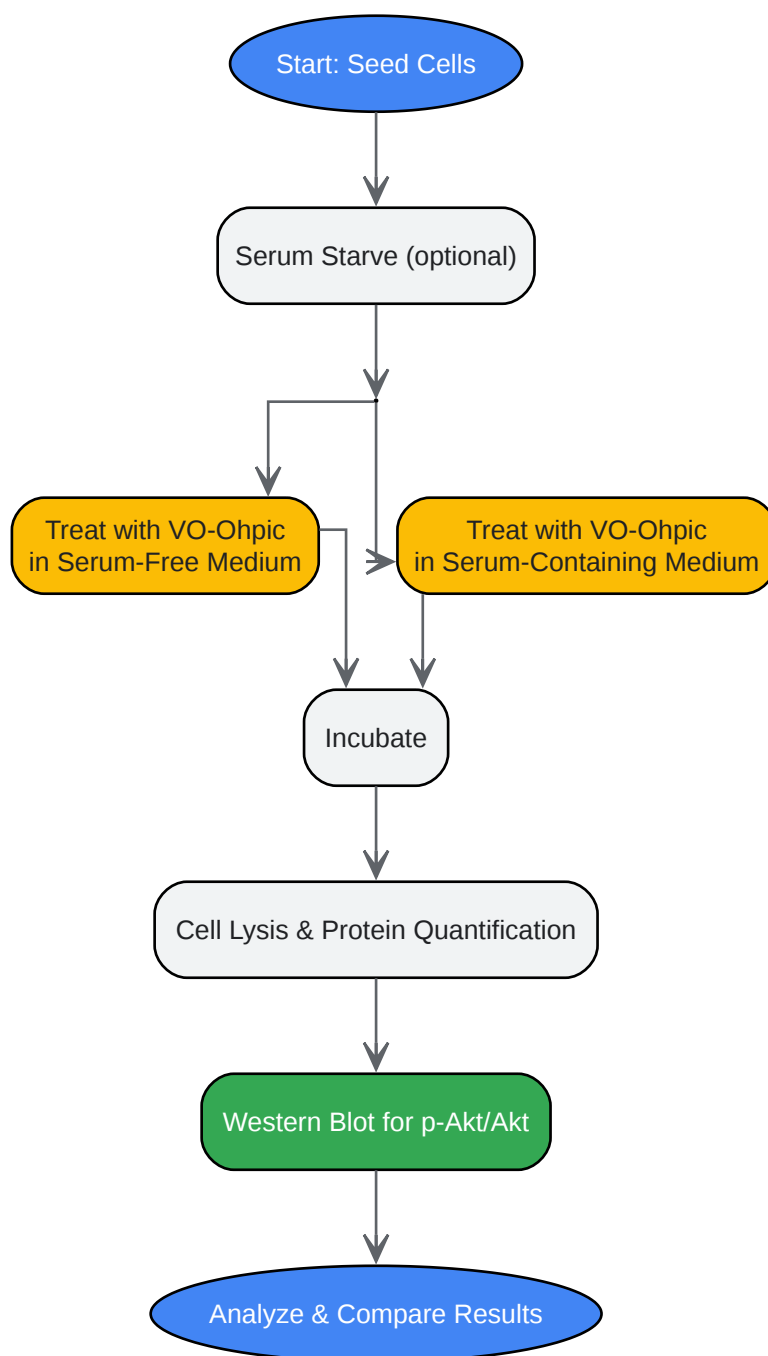 Start: Seed Cells
Serum Starve (optional)
Treat with VO-Ohpic
in Serum-Free Medium
Treat with VO-Ohpic
in Serum-Containing Medium
Incubate
Cell Lysis & Protein Quantification
Western Blot for p-Akt/Akt
Analyze & Compare Results